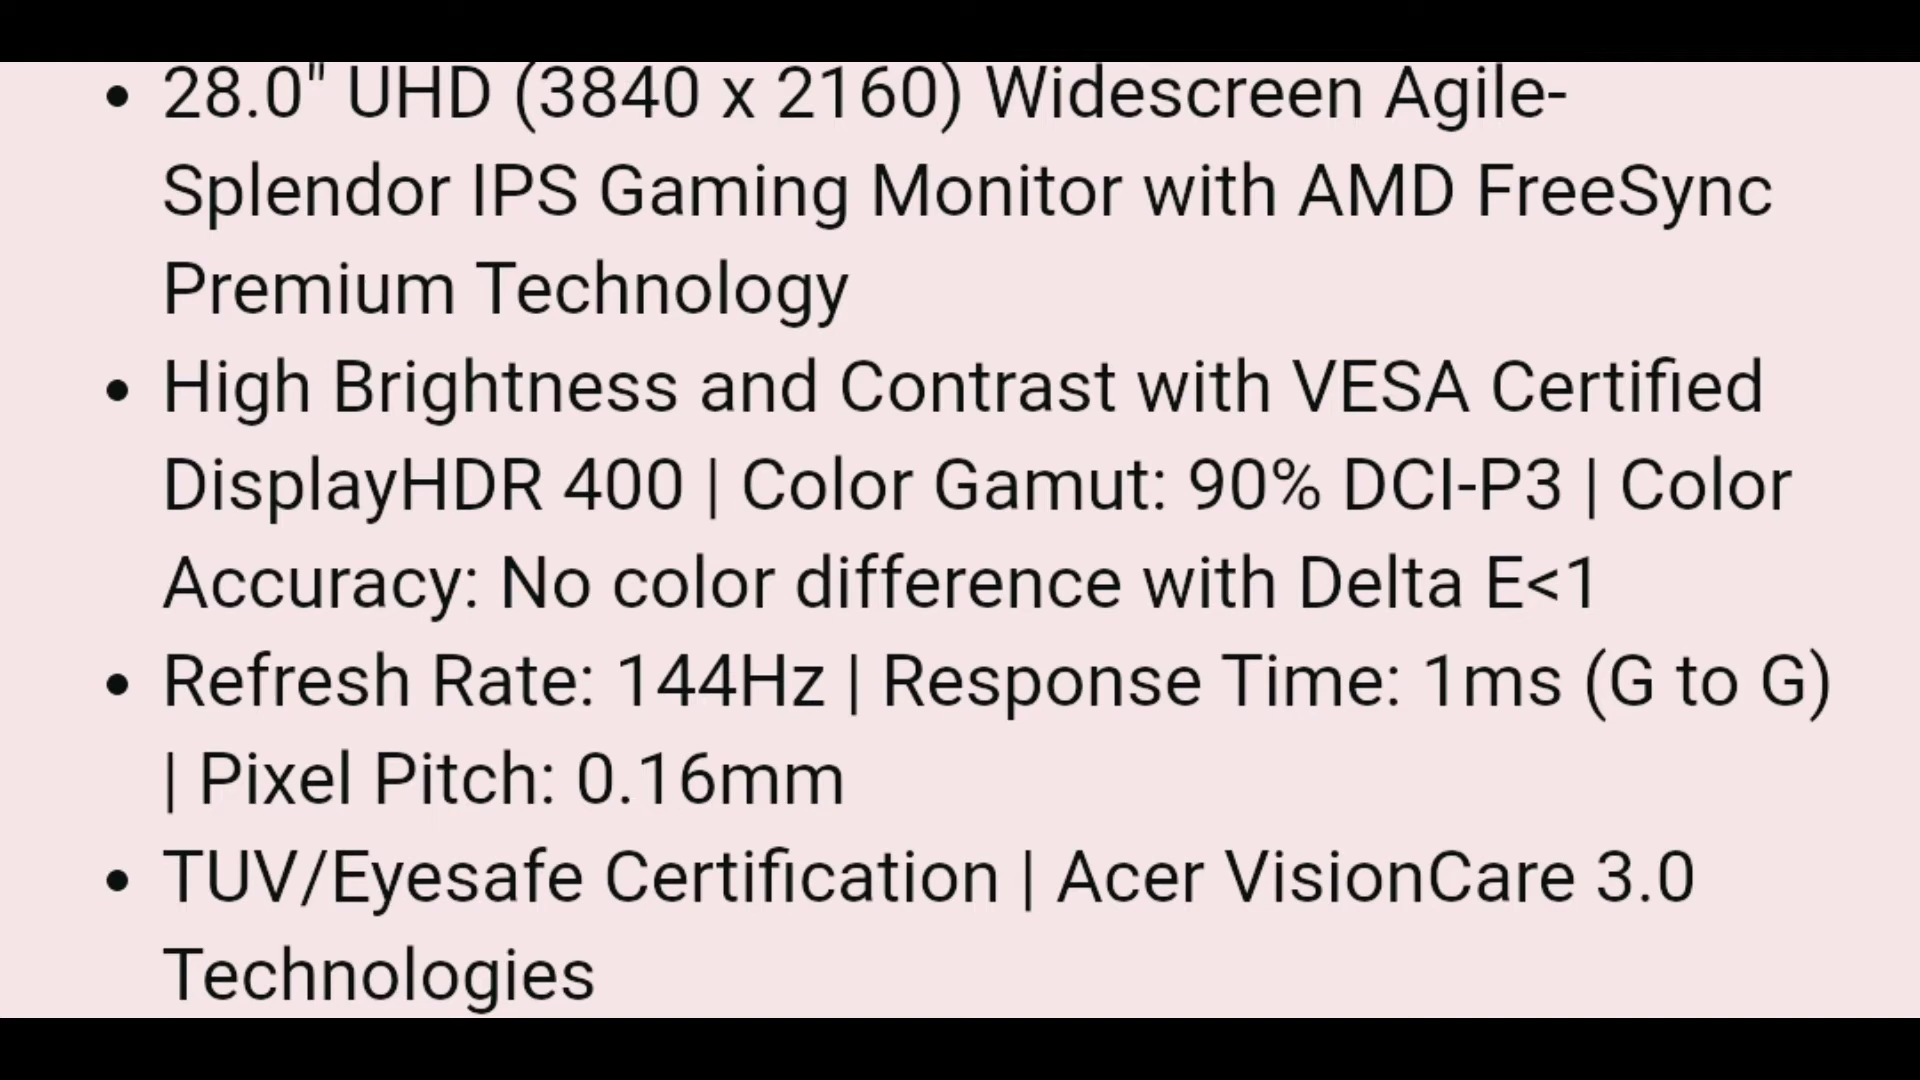 28.0" UHD (3840 x 2160) Widescreen Agile-
Splendor IPS Gaming Monitor with AMD FreeSync
Premium Technology
High Brightness and Contrast with VESA Certified
DisplayHDR 400 | Color Gamut: 90% DCI-P3 | Color
Accuracy: No color difference with Delta E<1
Refresh Rate: 144Hz | Response Time: 1ms (G to G)
| Pixel Pitch: 0.16mm
TUV/Eyesafe Certification | Acer VisionCare 3.0
Technologies